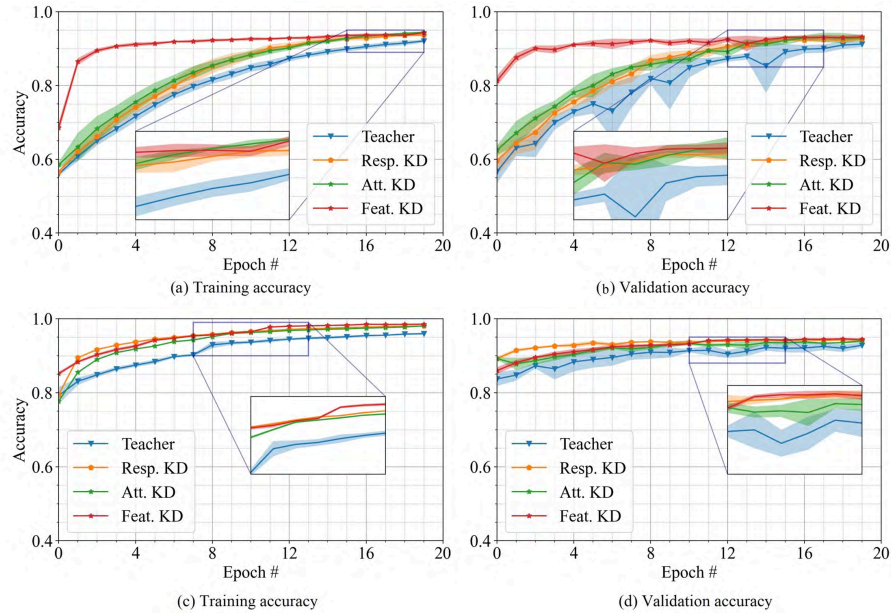 1.0
0.8
0.6
0.4
Accuracy
Teacher
Resp. KD
Att. KD
Feat. KD
0 4 8 12 16 20
Epoch #
(a) Training accuracy
1.0
0.8
0.6
0.4
Accuracy
Teacher
Resp. KD
Att. KD
Feat. KD
0 4 8 12 16 20
Epoch #
(b) Validation accuracy
1.0
0.8
0.6
0.4
Accuracy
Teacher
Resp. KD
Att. KD
Feat. KD
0 4 8 12 16 20
Epoch #
(c) Training accuracy
1.0
0.8
0.6
0.4
Accuracy
Teacher
Resp. KD
Att. KD
Feat. KD
0 4 8 12 16 20
Epoch #
(d) Validation accuracy